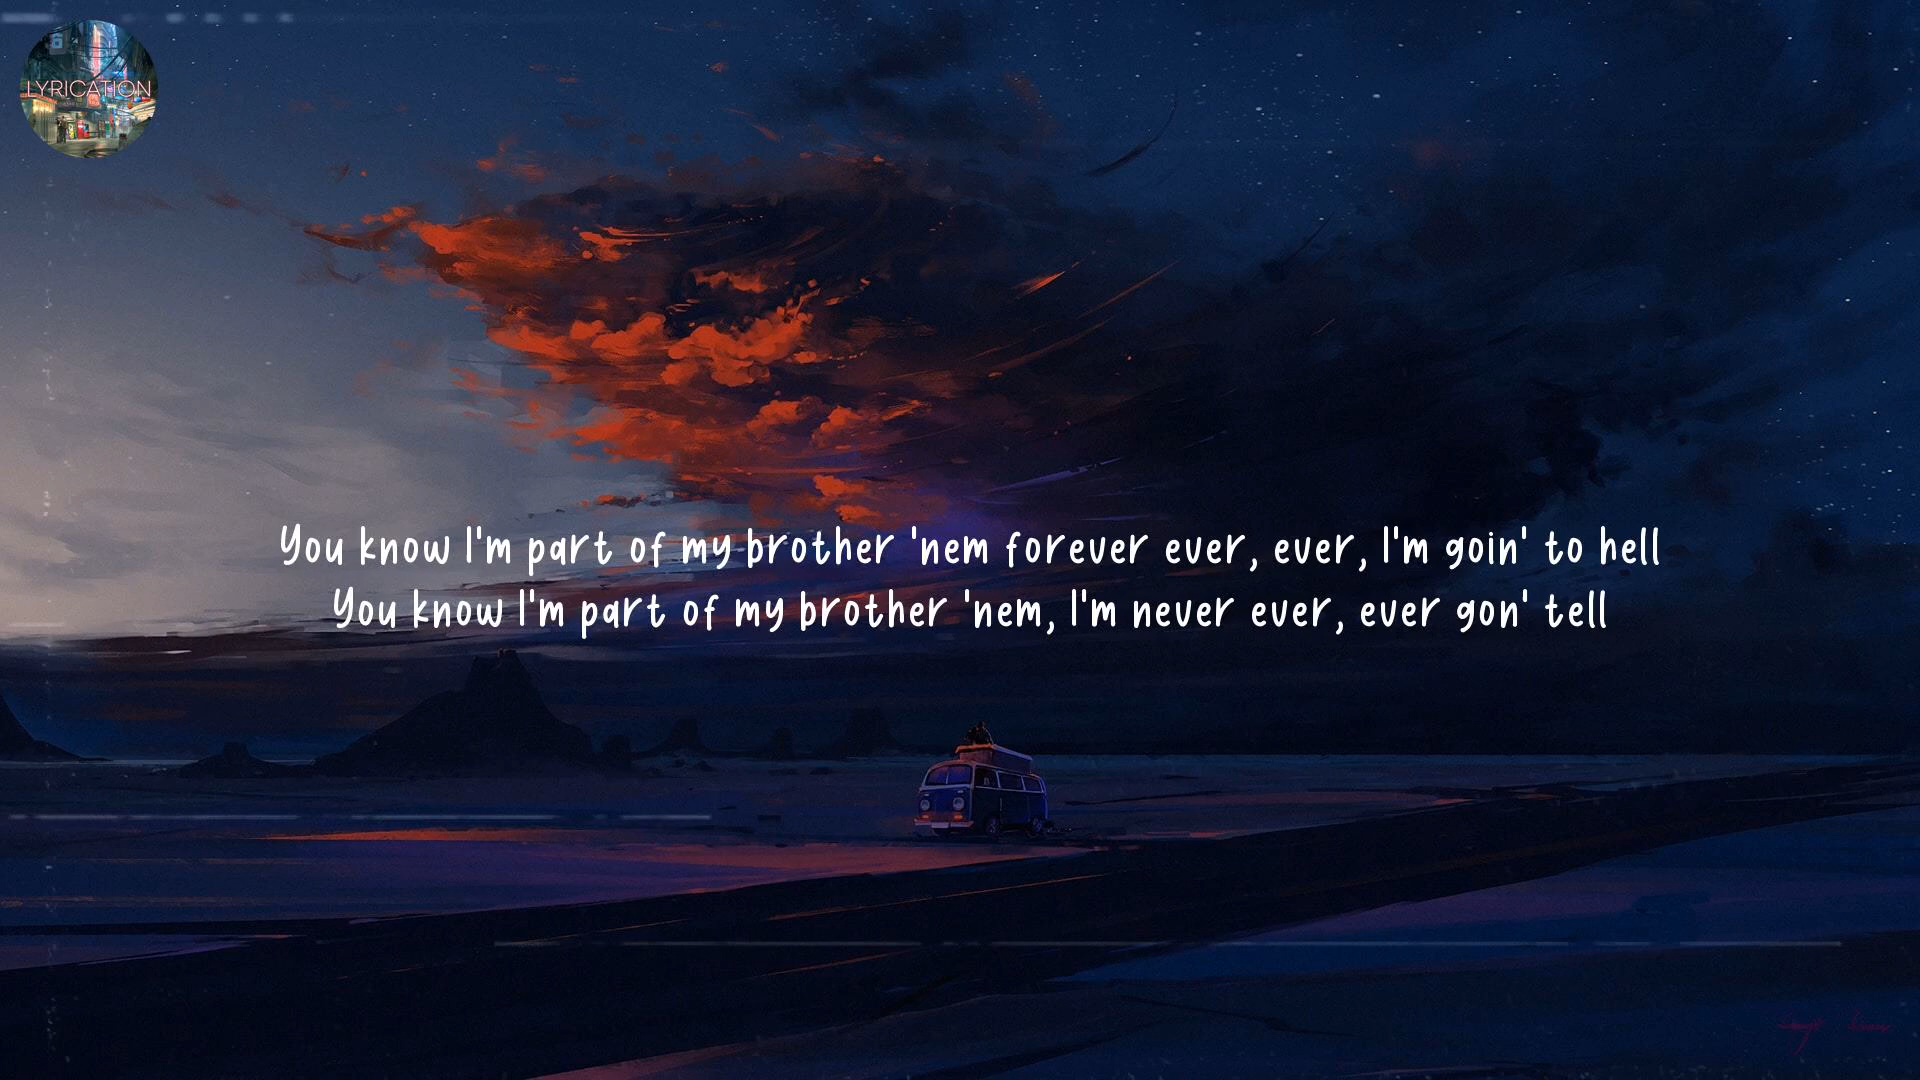 LYRICATION
You know I'm part of my brother 'nem forever ever, ever, I'm goin' to hell
You know I'm part of my brother 'nem, I'm never ever, ever gon' tell